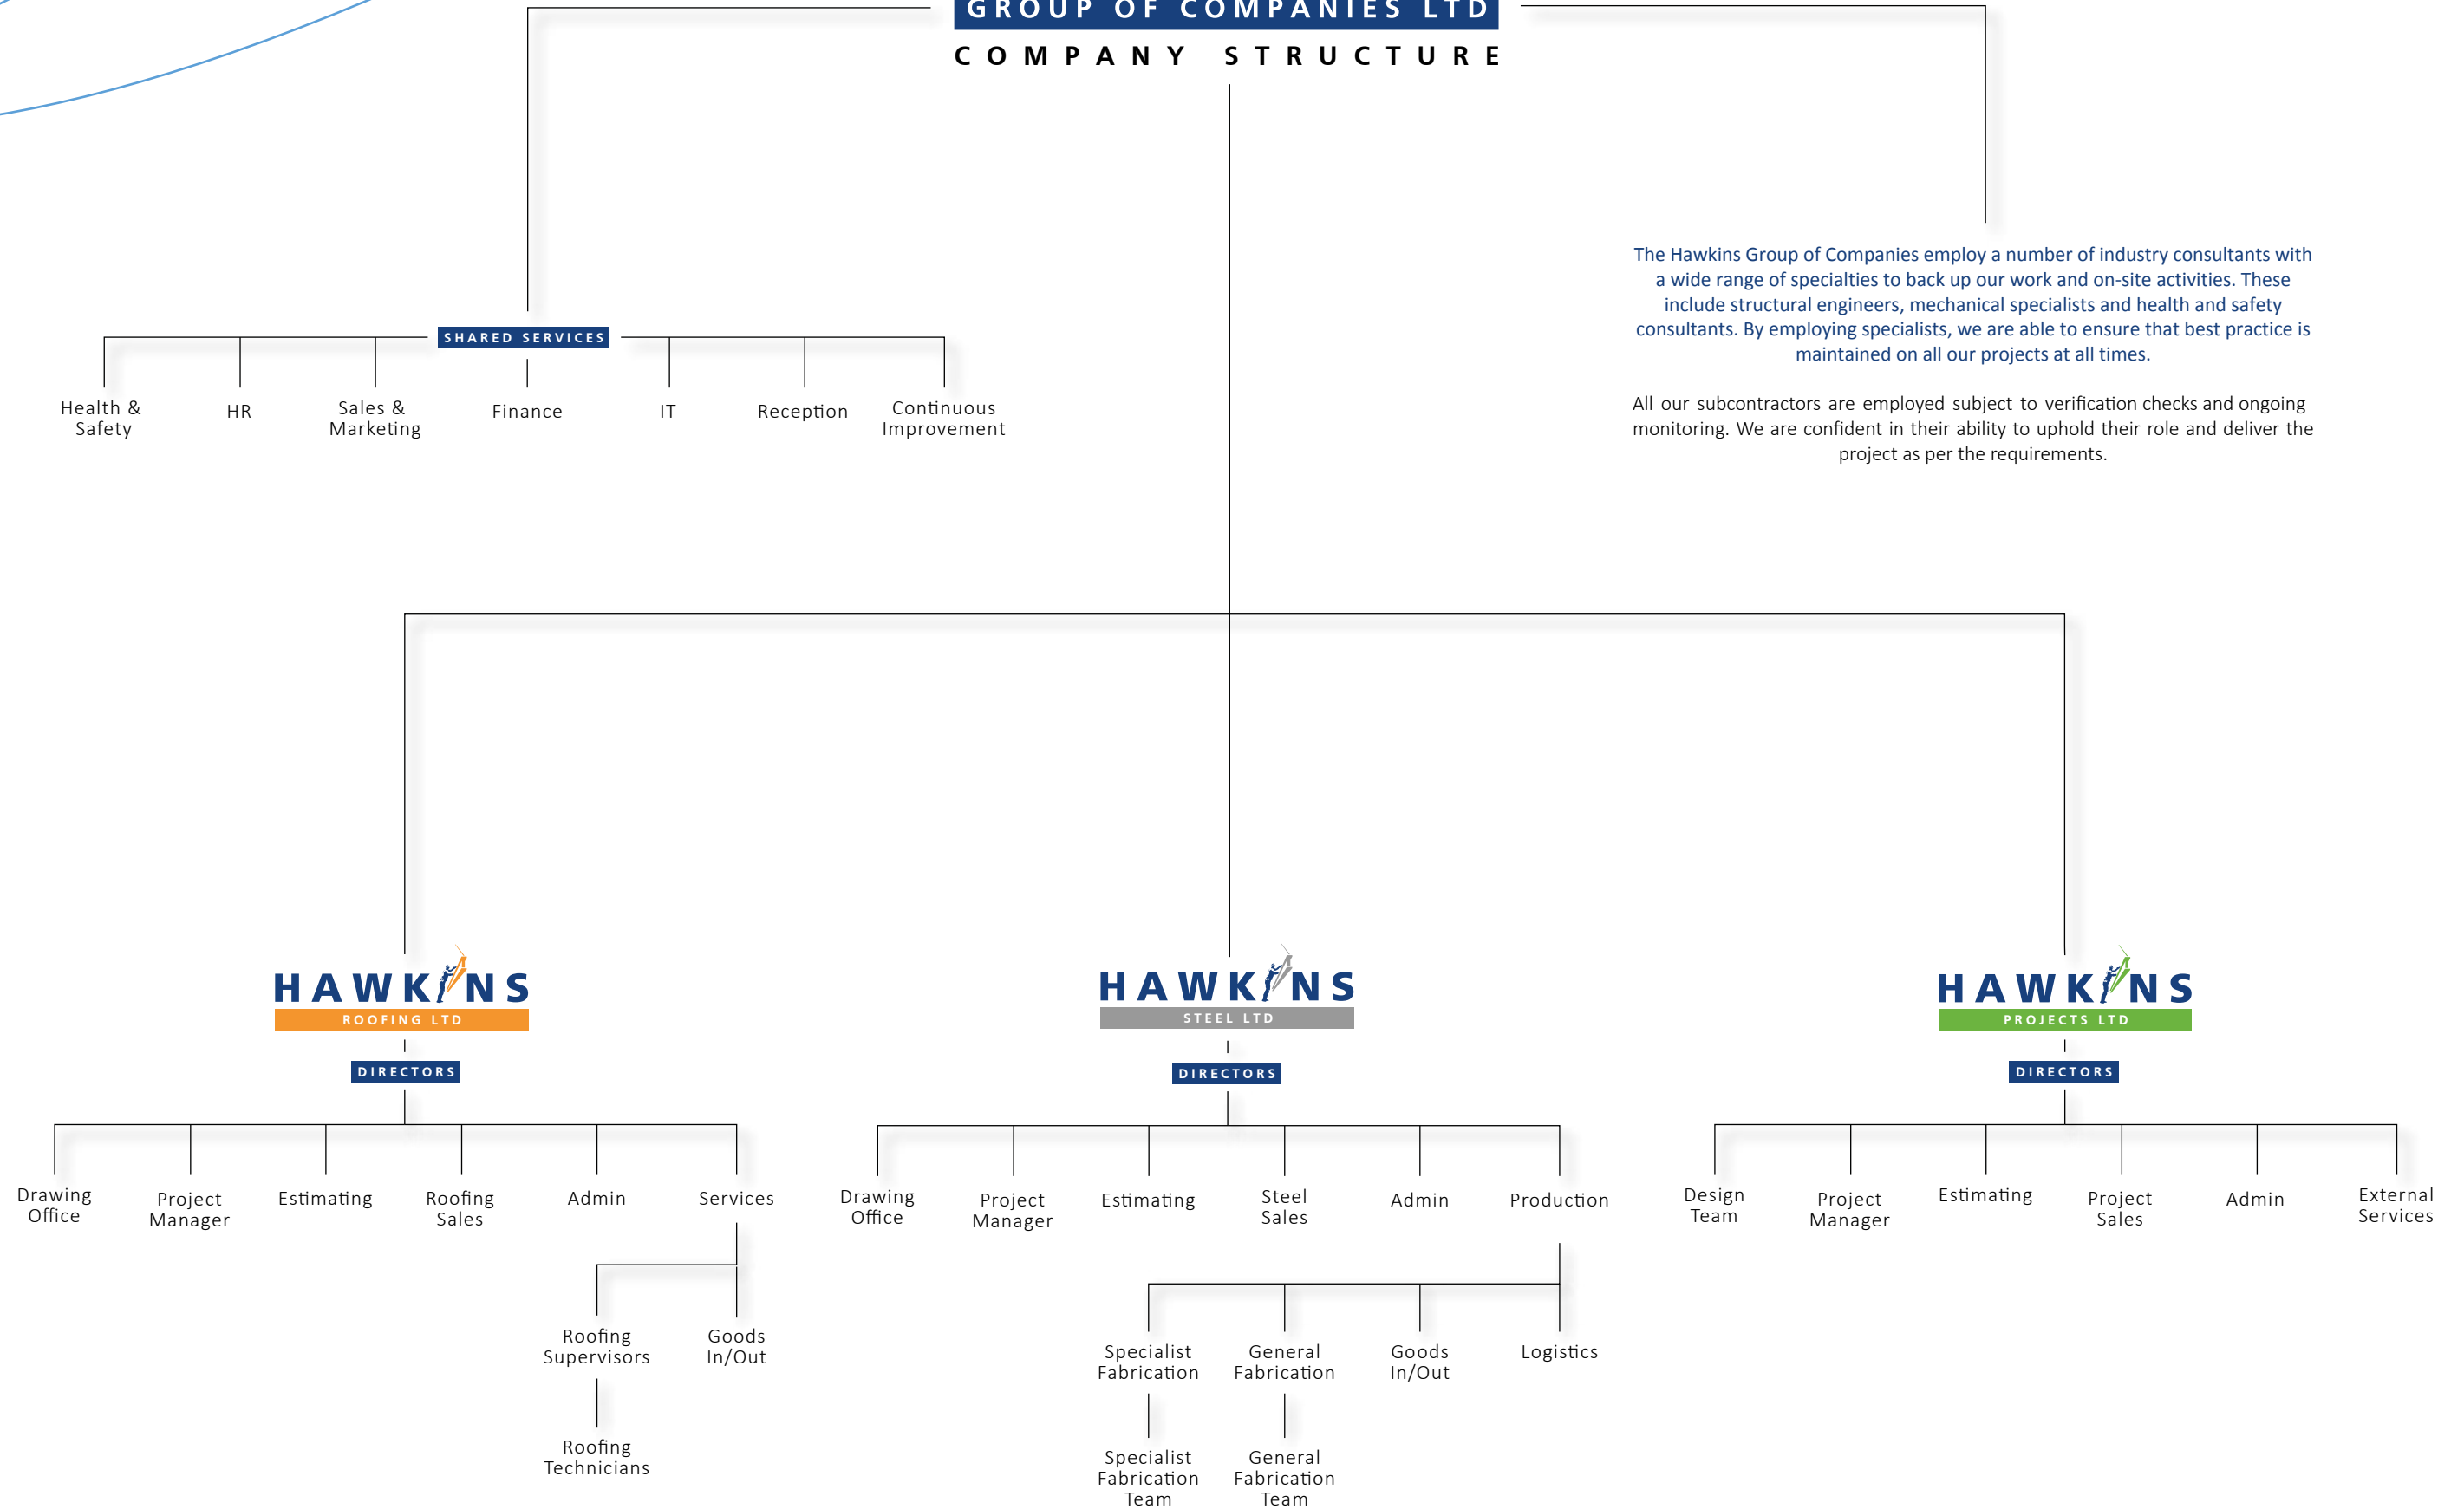 GROUP OF COMPANIES LTD
COMPANY STRUCTURE
The Hawkins Group of Companies employ a number of industry consultants with
a wide range of specialties to back up our work and on-site activities. These
include structural engineers, mechanical specialists and health and safety
consultants. By employing specialists, we are able to ensure that best practice is
maintained on all our projects at all times.
All our subcontractors are employed subject to verification checks and ongoing
monitoring. We are confident in their ability to uphold their role and deliver the
project as per the requirements.
SHARED SERVICES
Health &
Safety
HR
Sales &
Marketing
Finance
IT
Reception
Continuous
Improvement
HAWKINS
ROOFING LTD
DIRECTORS
Drawing
Office
Project
Manager
Estimating
Roofing
Sales
Admin
Services
Roofing
Supervisors
Goods
In/Out
Roofing
Technicians
HAWKINS
STEEL LTD
DIRECTORS
Drawing
Office
Project
Manager
Estimating
Steel
Sales
Admin
Production
Specialist
Fabrication
General
Fabrication
Goods
In/Out
Logistics
Specialist
Fabrication
Team
General
Fabrication
Team
HAWKINS
PROJECTS LTD
DIRECTORS
Design
Team
Project
Manager
Estimating
Project
Sales
Admin
External
Services